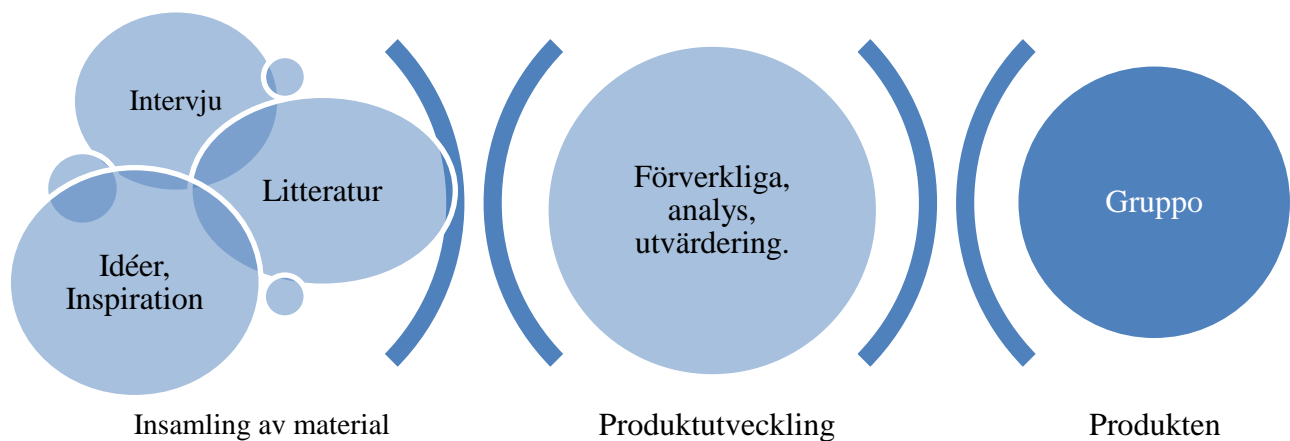 Intervju
Litteratur
Idéer,
Inspiration
Insamling av material
Förverkliga,
analys,
utvärdering.
Produktutveckling
Gruppo
Produkten